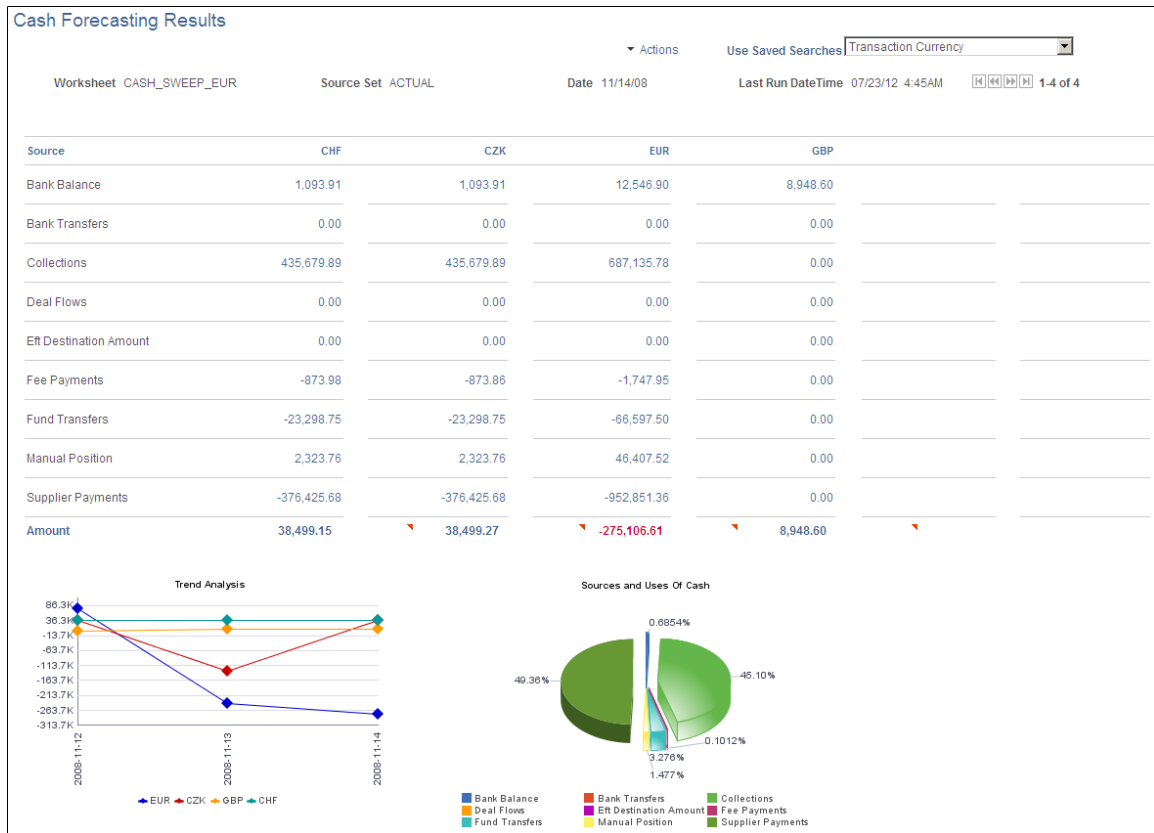 Cash Forecasting Results
Actions Use Saved Searches Transaction Currency
Worksheet CASH_SWEEP_EUR Source Set ACTUAL Date 11/14/08 Last Run DateTime 07/23/12 4:45AM 1-4 of 4
Source CHF CZK EUR GBP
Bank Balance 1,093.91 1,093.91 12,546.90 8,948.60
Bank Transfers 0.00 0.00 0.00 0.00
Collections 435,679.89 435,679.89 687,135.78 0.00
Deal Flows 0.00 0.00 0.00 0.00
Eft Destination Amount 0.00 0.00 0.00 0.00
Fee Payments -873.98 -873.86 -1,747.95 0.00
Fund Transfers -23,298.75 -23,298.75 -66,597.50 0.00
Manual Position 2,323.76 2,323.76 46,407.52 0.00
Supplier Payments -376,425.68 -376,425.68 -952,851.36 0.00
Amount 38,499.15 38,499.27 -275,106.61 8,948.60
Trend Analysis
86.3K
36.3K
-13.7K
-63.7K
-113.7K
-163.7K
-213.7K
-263.7K
-313.7K
2008-11-12
2008-11-13
2008-11-14
EUR CZK GBP CHF
Sources and Uses Of Cash
0.6854%
49.36%
45.10%
0.1012%
3.276%
1.477%
Bank Balance Bank Transfers Collections
Deal Flows Eft Destination Amount Fee Payments
Fund Transfers Manual Position Supplier Payments